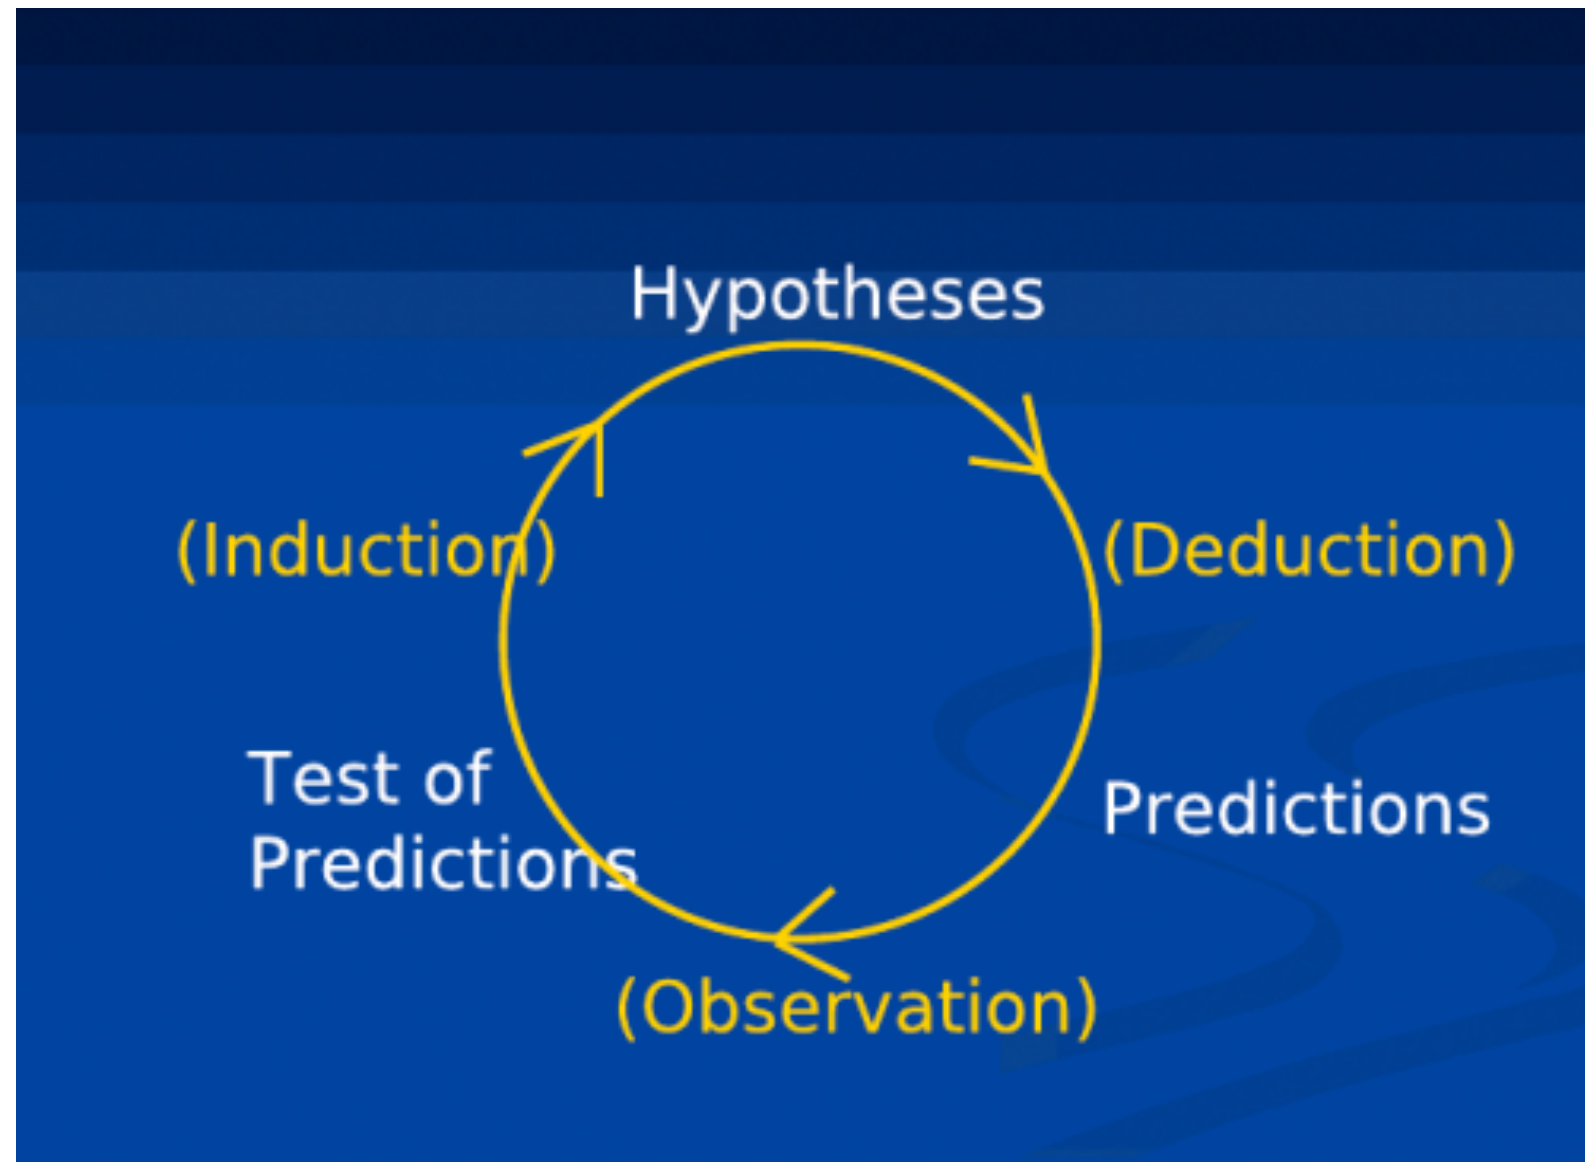 Hypotheses
(Induction)
(Deduction)
Test of
Predictions
Predictions
(Observation)